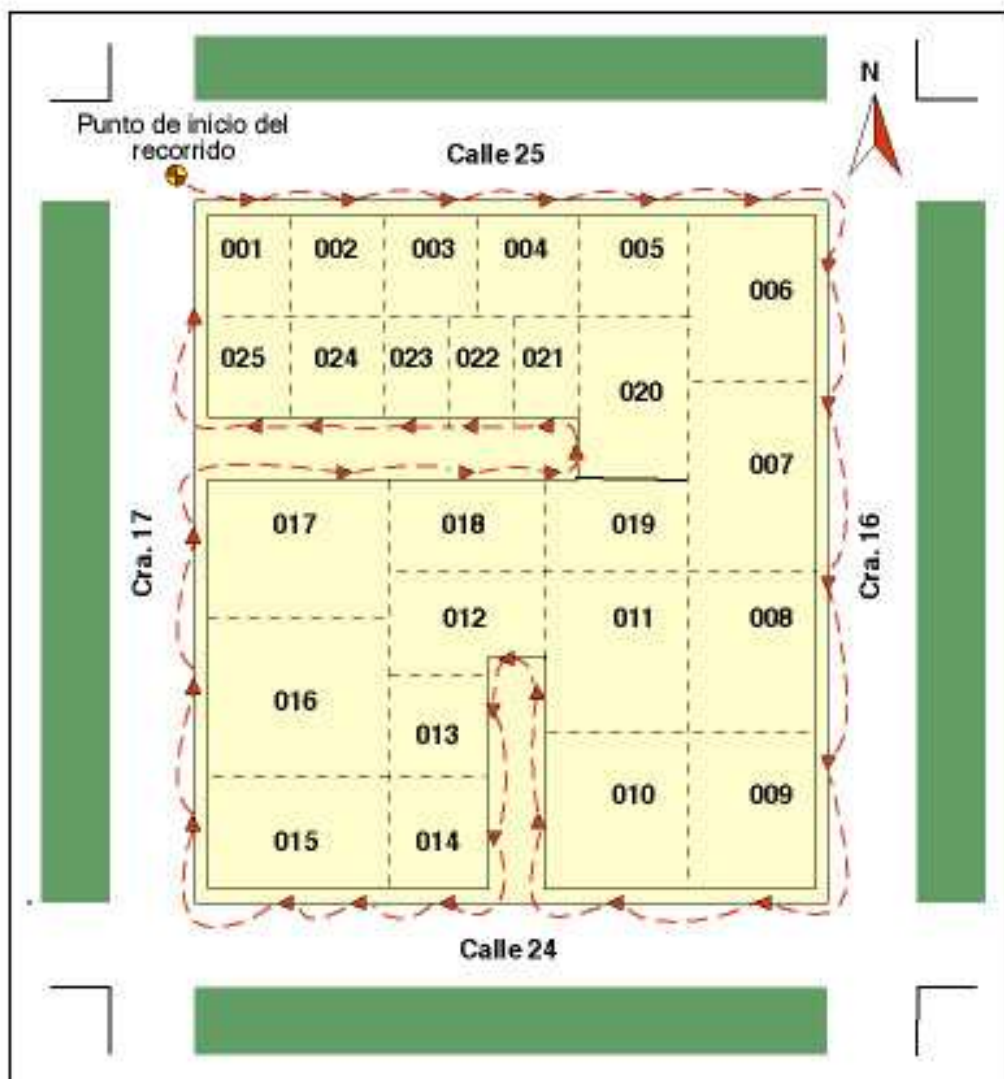 N
Punto de inicio del
recorrido
Calle 25
001 002 003 004 005
006
025 024 023 022 021
020
007
Cra. 17
017 018 019
Cra. 16
012 011 008
016
013
010 009
015 014
Calle 24